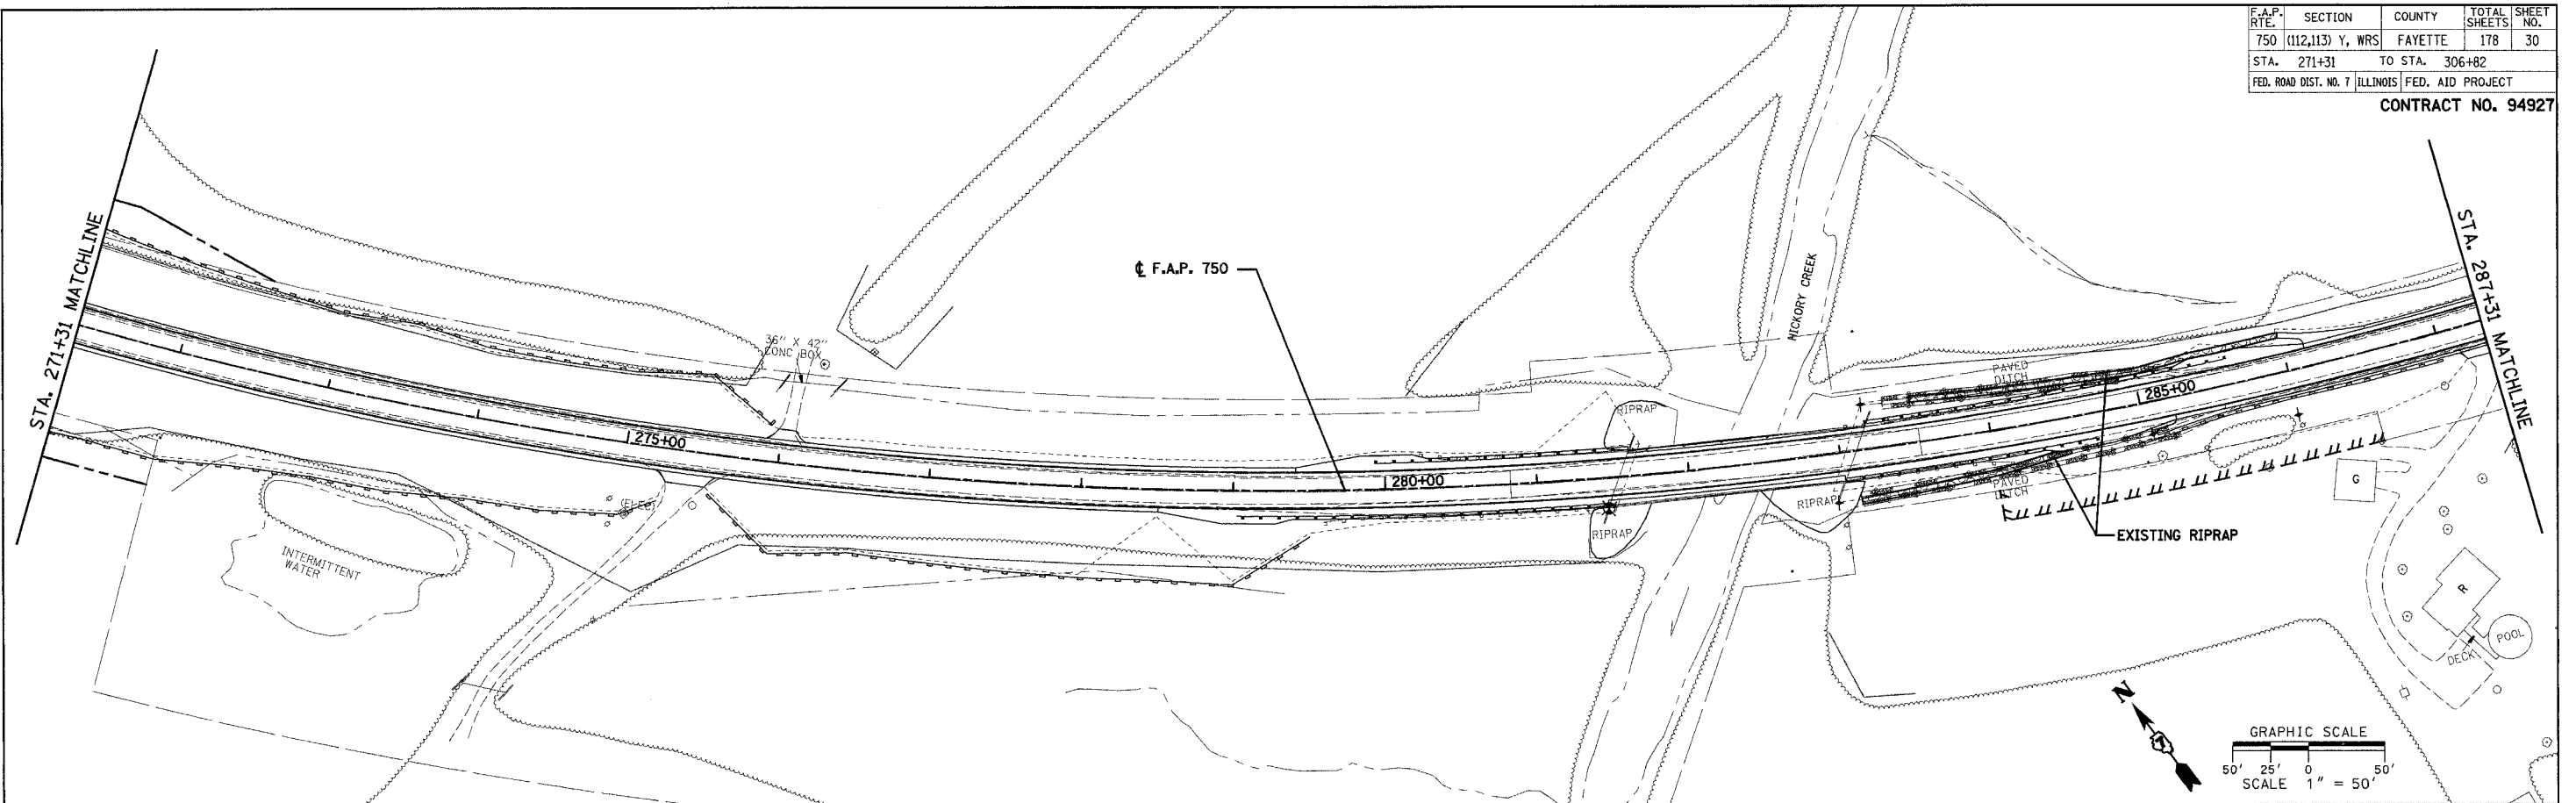 F.A.P. RTE. SECTION COUNTY TOTAL SHEETS SHEET NO.
750 (112,113) Y, WRS FAYETTE 178 30
STA. 271+31 TO STA. 306+82
FED. ROAD DIST. NO. 7 ILLINOIS FED. AID PROJECT
CONTRACT NO. 94927
STA. 271+31 MATCHLINE
STA. 287+31 MATCHLINE
℄ F.A.P. 750
HICKORY CREEK
36" X 42"
CONC BOX
PAVED
DITCH
285+00
RIPRAP
275+00
280+00
(ELEC)
RIPRAP
PAVED
DITCH
G
RIPRAP
EXISTING RIPRAP
INTERMITTENT
WATER
R
POOL
DECK
N
GRAPHIC SCALE
50' 25' 0 50'
SCALE 1" = 50'